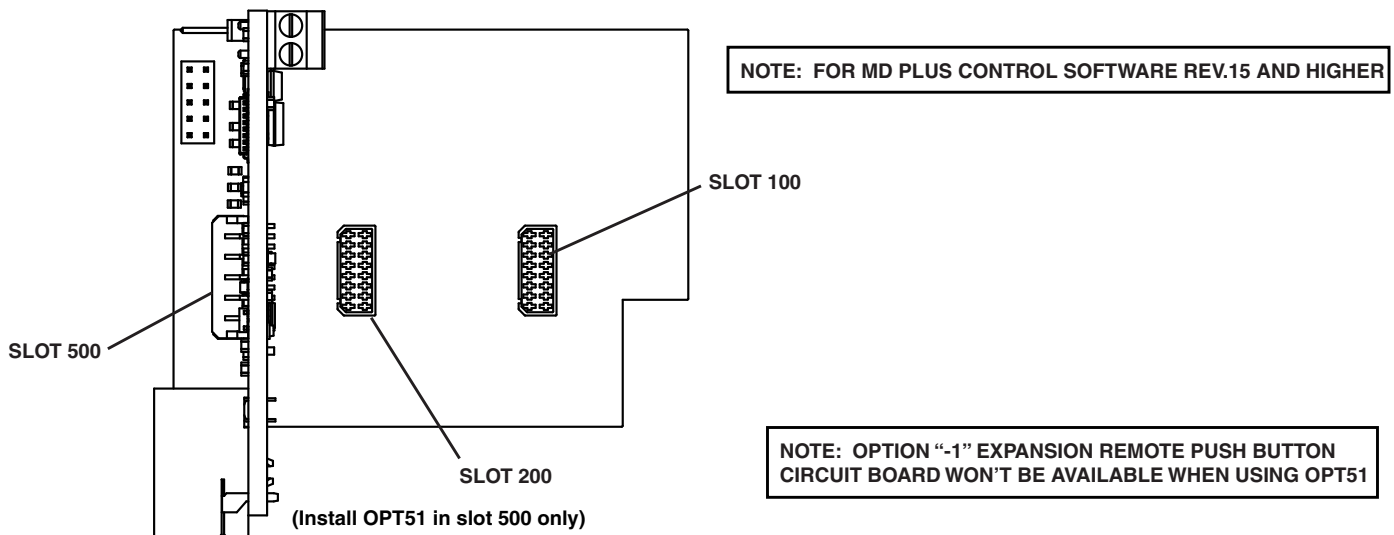 NOTE: FOR MD PLUS CONTROL SOFTWARE REV.15 AND HIGHER
SLOT 100
SLOT 500
SLOT 200
(Install OPT51 in slot 500 only)
NOTE: OPTION “-1” EXPANSION REMOTE PUSH BUTTON
CIRCUIT BOARD WON’T BE AVAILABLE WHEN USING OPT51